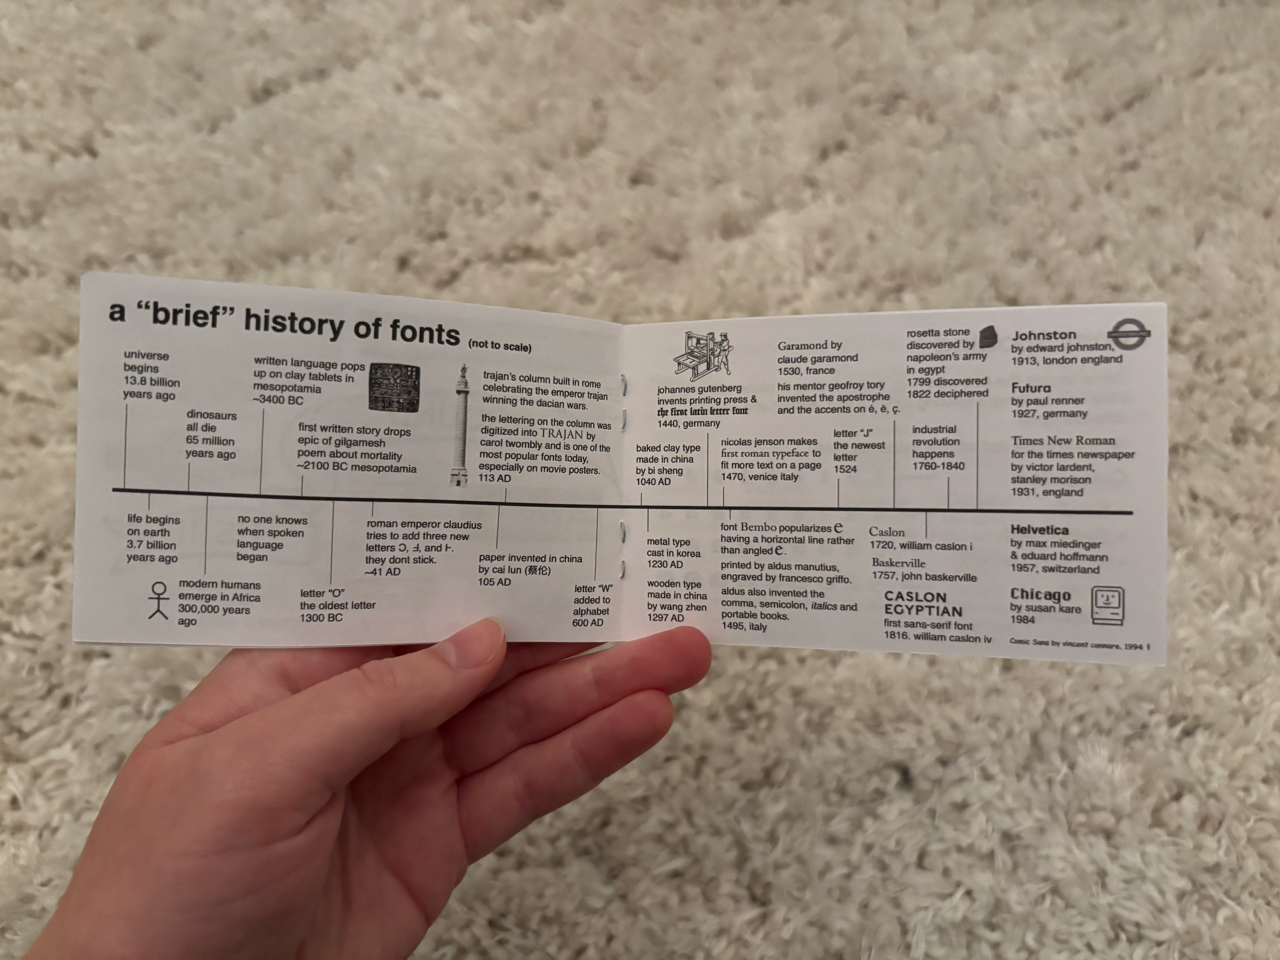 a “brief” history of fonts (not to scale)
universe
begins
13.8 billion
years ago
dinosaurs
all die
65 million
years ago
written language pops
up on clay tablets in
mesopotamia
~3400 BC
first written story drops
epic of gilgamesh
poem about mortality
~2100 BC mesopotamia
trajan's column built in rome
celebrating the emperor trajan
winning the dacian wars.
the lettering on the column was
digitized into TRAJAN by
carol twombly and is one of the
most popular fonts today,
especially on movie posters.
113 AD
life begins
on earth
3.7 billion
years ago
modern humans
emerge in Africa
300,000 years
ago
no one knows
when spoken
language
began
letter “O”
the oldest letter
1300 BC
roman emperor claudius
tries to add three new
letters Ↄ, Ⅎ, and Ⱶ.
they dont stick.
~41 AD
paper invented in china
by cai lun (蔡伦)
105 AD
letter “W”
added to
alphabet
600 AD
johannes gutenberg
invents printing press &
the first latin letter font
1440, germany
baked clay type
made in china
by bi sheng
1040 AD
Garamond by
claude garamond
1530, france
his mentor geofroy tory
invented the apostrophe
and the accents on é, è, ç.
nicolas jenson makes
first roman typeface to
fit more text on a page
1470, venice italy
letter “J”
the newest
letter
1524
rosetta stone
discovered by
napoleon's army
in egypt
1799 discovered
1822 deciphered
industrial
revolution
happens
1760-1840
Johnston
by edward johnston,
1913, london england
Futura
by paul renner
1927, germany
Times New Roman
for the times newspaper
by victor lardent,
stanley morison
1931, england
metal type
cast in korea
1230 AD
wooden type
made in china
by wang zhen
1297 AD
font Bembo popularizes e
having a horizontal line rather
than angled e.
printed by aldus manutius,
engraved by francesco griffo.
aldus also invented the
comma, semicolon, italics and
portable books.
1495, italy
Caslon
1720, william caslon i
Baskerville
1757, john baskerville
CASLON
EGYPTIAN
first sans-serif font
1816. william caslon iv
Helvetica
by max miedinger
& eduard hoffmann
1957, switzerland
Chicago
by susan kare
1984
Comic Sans by vincent connare, 1994